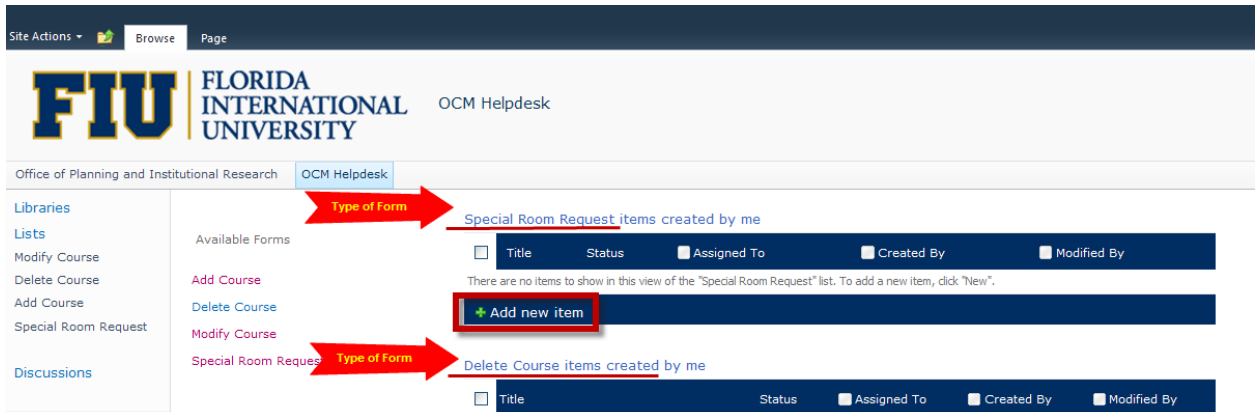 Site Actions Browse Page
FIU
FLORIDA
INTERNATIONAL
UNIVERSITY
OCM Helpdesk
Office of Planning and Institutional Research OCM Helpdesk
Libraries
Lists
Modify Course
Delete Course
Add Course
Special Room Request
Discussions
Available Forms
Add Course
Delete Course
Modify Course
Special Room Reques
Type of Form
Special Room Request items created by me
Title Status Assigned To Created By Modified By
There are no items to show in this view of the "Special Room Request" list. To add a new item, click "New".
Add new item
Type of Form
Delete Course items created by me
Title Status Assigned To Created By Modified By